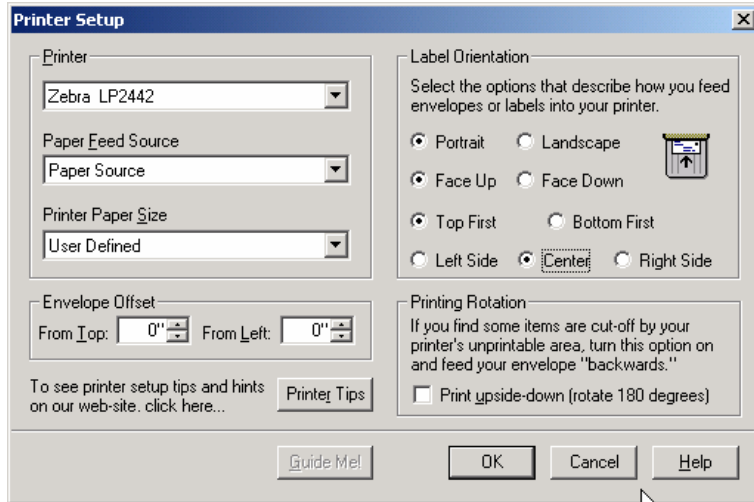 Printer Setup
Printer
Zebra LP2442
Paper Feed Source
Paper Source
Printer Paper Size
User Defined
Envelope Offset
From Top: 0" From Left: 0"
To see printer setup tips and hints
on our web-site. click here...
Printer Tips
Label Orientation
Select the options that describe how you feed
envelopes or labels into your printer.
Portrait Landscape
Face Up Face Down
Top First Bottom First
Left Side Center Right Side
Printing Rotation
If you find some items are cut-off by your
printer's unprintable area, turn this option on
and feed your envelope "backwards."
Print upside-down (rotate 180 degrees)
Guide Me! OK Cancel Help